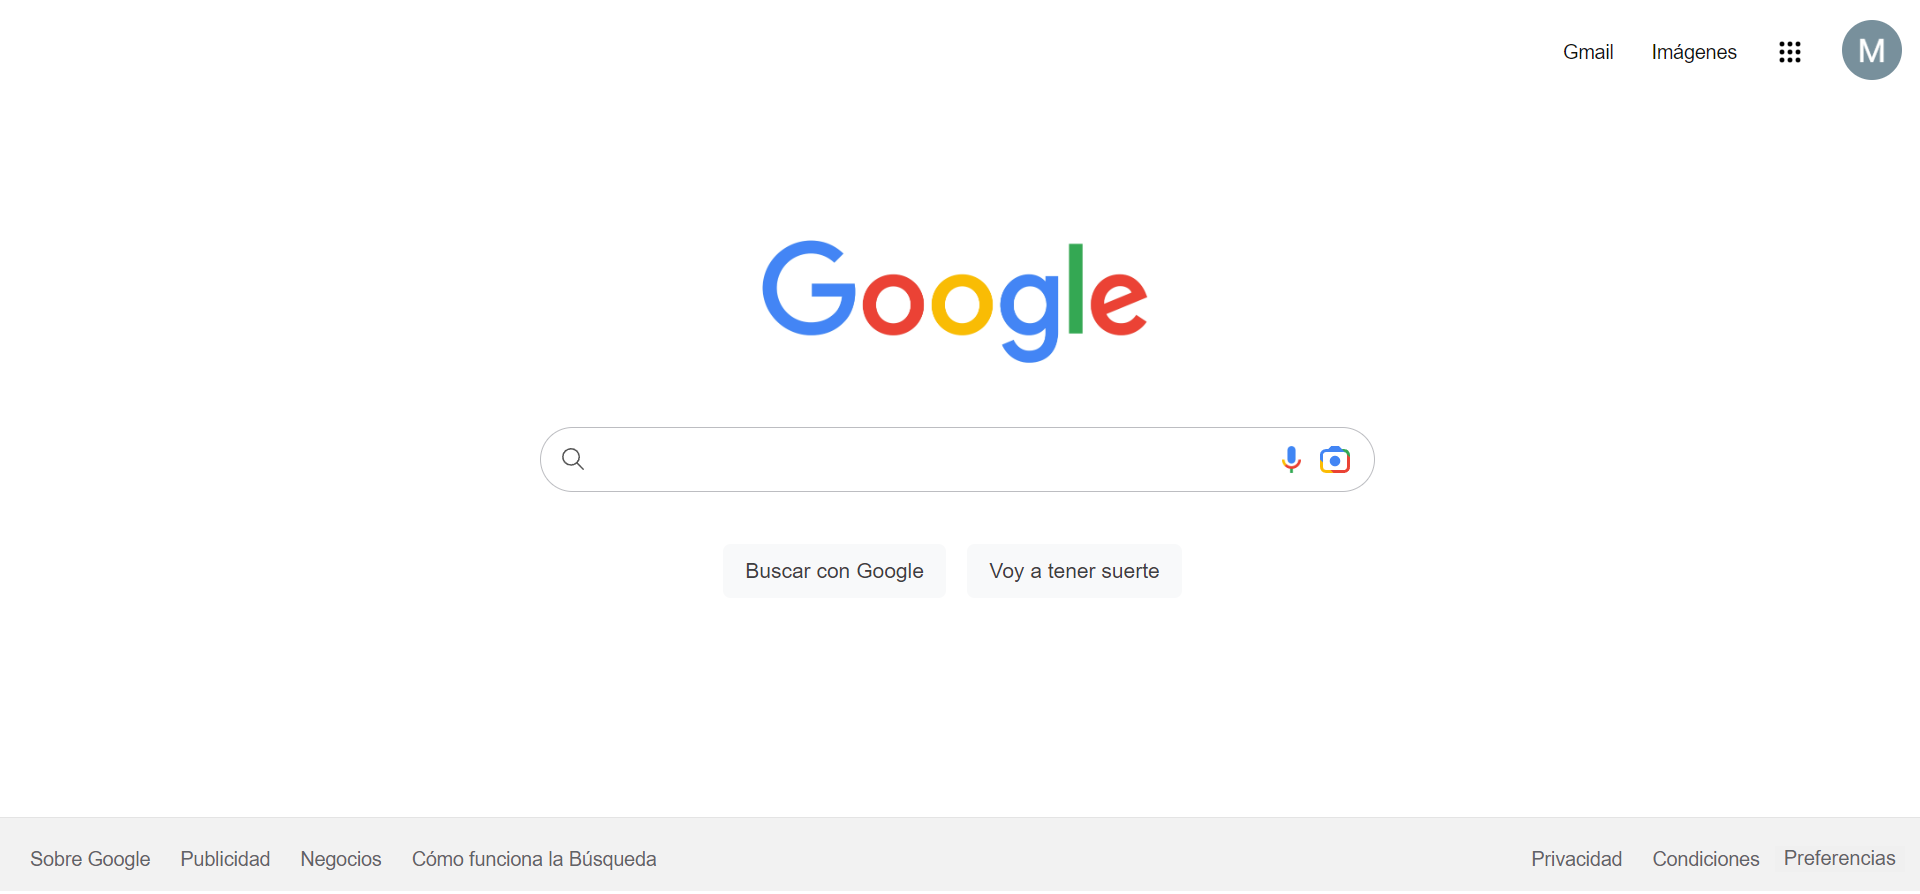 Gmail Imágenes M
Google
Buscar con Google Voy a tener suerte
Sobre Google Publicidad Negocios Cómo funciona la Búsqueda Privacidad Condiciones Preferencias